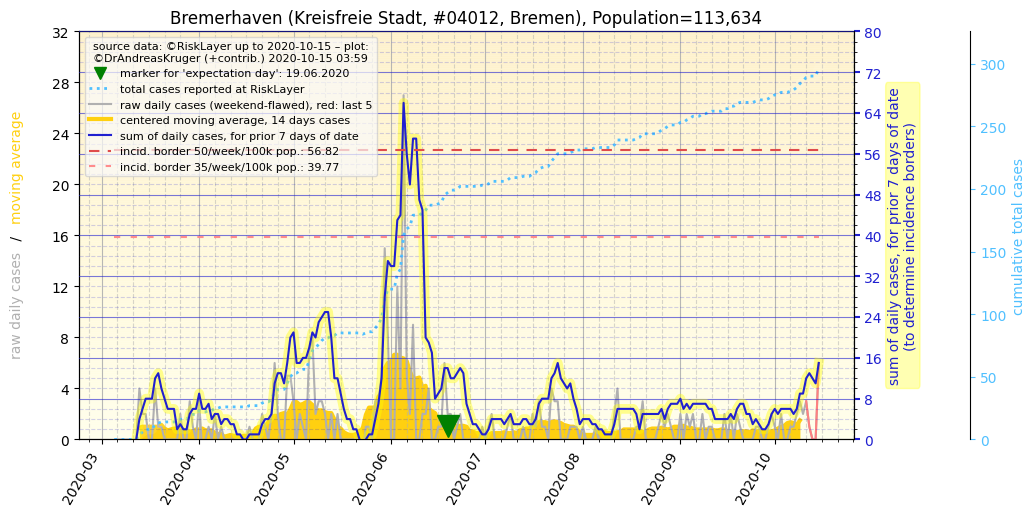 Bremerhaven (Kreisfreie Stadt, #04012, Bremen), Population=113,634
source data: ©RiskLayer up to 2020-10-15 – plot:
©DrAndreasKruger (+contrib.) 2020-10-15 03:59
marker for 'expectation day': 19.06.2020
total cases reported at RiskLayer
raw daily cases (weekend-flawed), red: last 5
centered moving average, 14 days cases
sum of daily cases, for prior 7 days of date
incid. border 50/week/100k pop.: 56.82
incid. border 35/week/100k pop.: 39.77
raw daily cases / moving average
32
28
24
20
16
12
8
4
0
2020-03
2020-04
2020-05
2020-06
2020-07
2020-08
2020-09
2020-10
80
72
64
56
48
40
32
24
16
8
0
sum of daily cases, for prior 7 days of date
(to determine incidence borders)
300
250
200
150
100
50
0
cumulative total cases